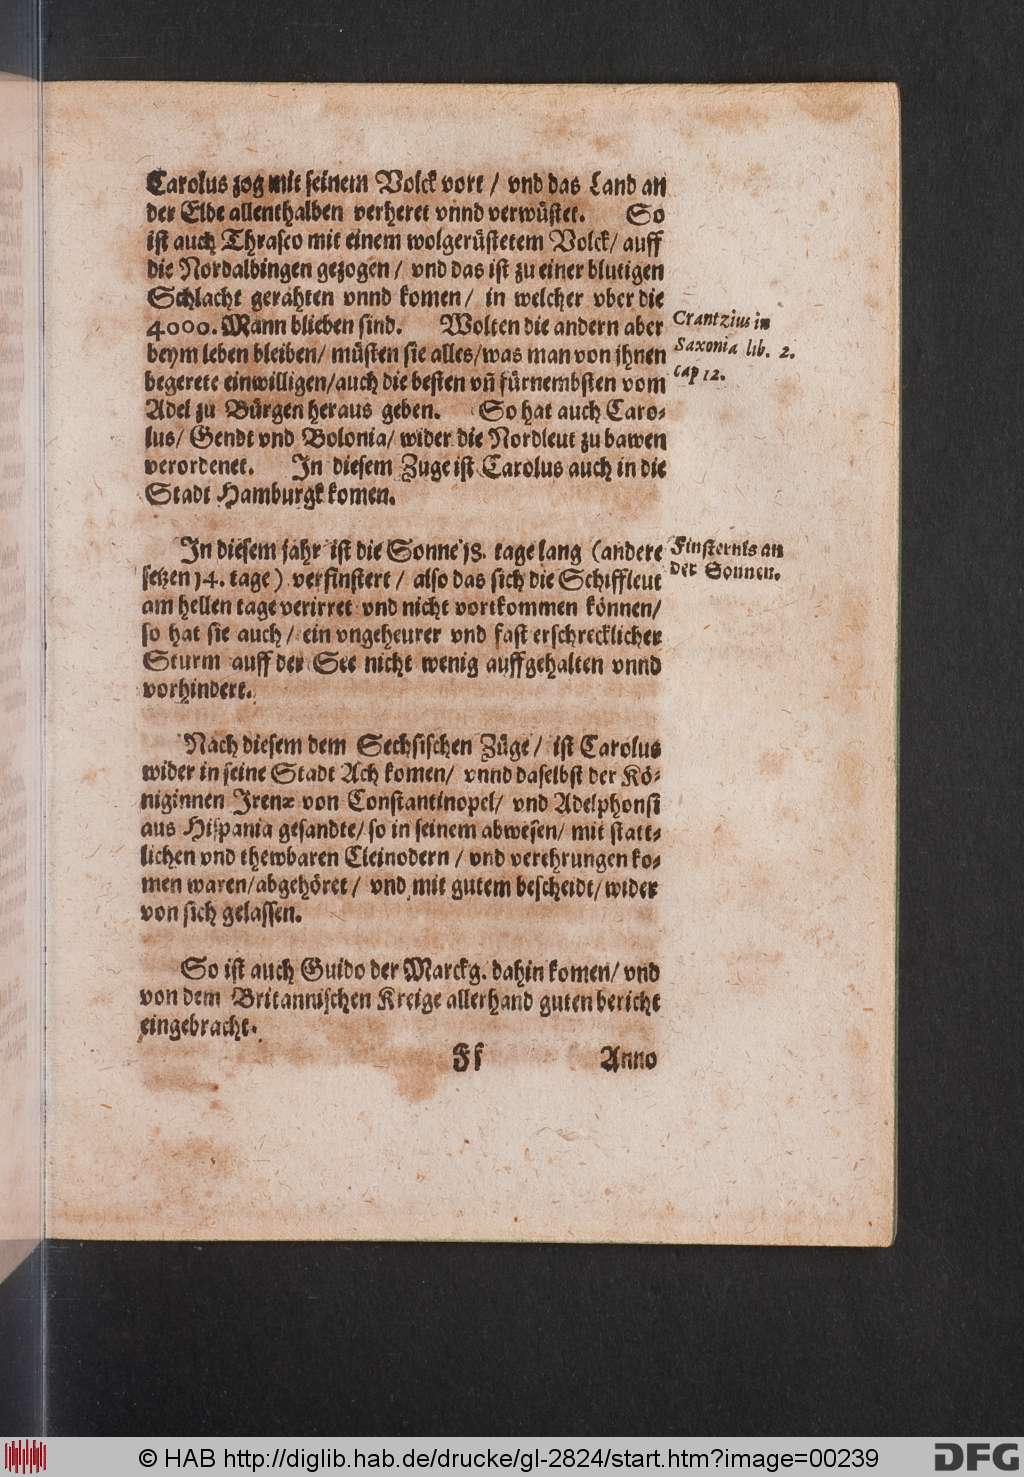 Carolus zog mit seinem Volck vort / vnd das Land an
der Elbe allenthalben verheret vnnd verwüstet. So
ist auch Thrasco mit einem wolgerüstetem Volck / auff
die Nordalbingen gezogen / vnd das ist zu einer blutigen
Schlacht gerahten vnnd komen / in welcher vber die
4000. Mann blieben sind. Wolten die andern aber
beym leben bleiben / müsten sie alles / was man von jhnen
begerete einwilligen / auch die besten vñ fürnembsten vom
Adel zu Bürgen heraus geben. So hat auch Caro-
lus / Gendt vnd Bolonia / wider die Nordleut zu bawen
verordenet. In diesem Zuge ist Carolus auch in die
Stadt Hamburgk komen.
Crantzius in
Saxonia lib. 2.
cap 12.
In diesem jahr ist die Sonne 18. tage lang (andere
setzen 14. tage) verfinstert / also das sich die Schiffleut
am hellen tage verirret vnd nicht vortkommen können /
so hat sie auch / ein vngeheurer vnd fast erschrecklicher
Sturm auff der See nicht wenig auffgehalten vnnd
vorhindert.
Finsternis an
der Sonnen.
Nach diesem dem Sechsischen Züge / ist Carolus
wider in seine Stadt Ach komen / vnnd daselbst der Kö-
niginnen Irenæ von Constantinopel / vnd Adelphonsi
aus Hispania gesandte / so in seinem abwesen / mit statt-
lichen vnd thewbaren Cleinodern / vnd verehrungen ko-
men waren / abgehöret / vnd mit gutem bescheidt / wider
von sich gelassen.
So ist auch Guido der Marckg. dahin komen / vnd
von dem Britannischen Kreige allerhand guten bericht
eingebracht.
Ff Anno
© HAB http://diglib.hab.de/drucke/gl-2824/start.htm?image=00239
DFG